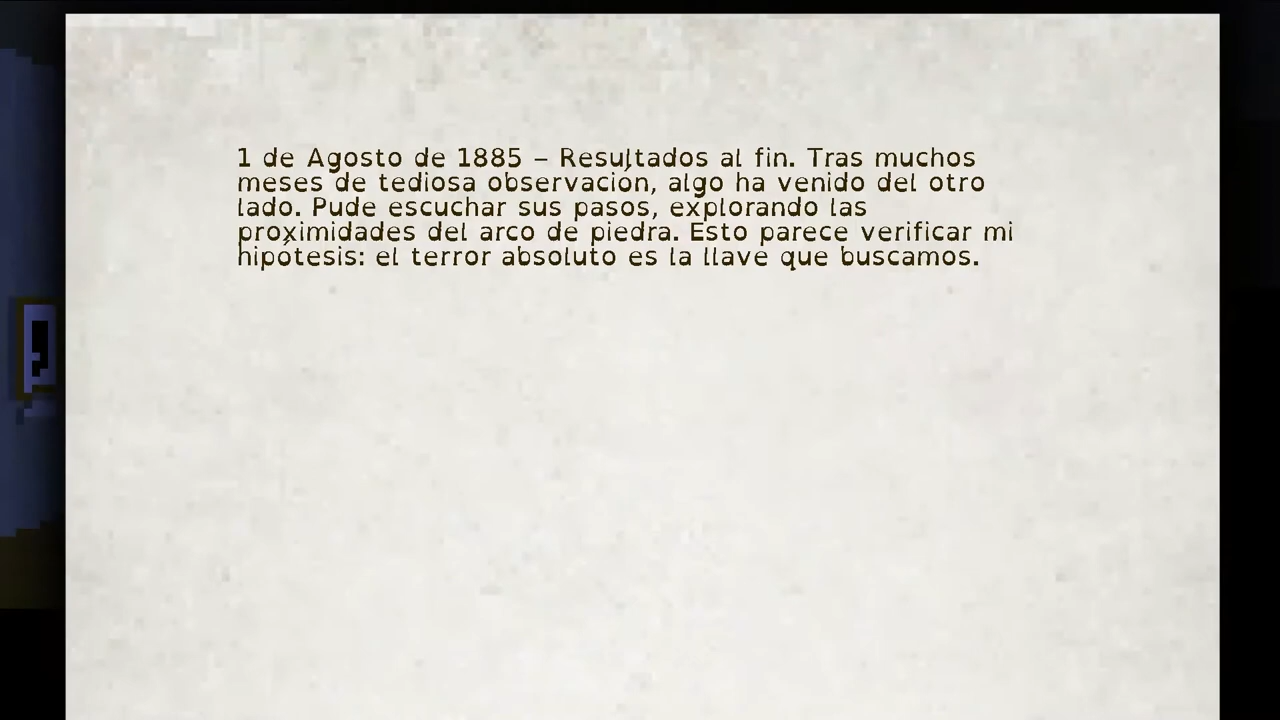 1 de Agosto de 1885 – Resultados al fin. Tras muchos
meses de tediosa observación, algo ha venido del otro
lado. Pude escuchar sus pasos, explorando las
proximidades del arco de piedra. Esto parece verificar mi
hipótesis: el terror absoluto es la llave que buscamos.